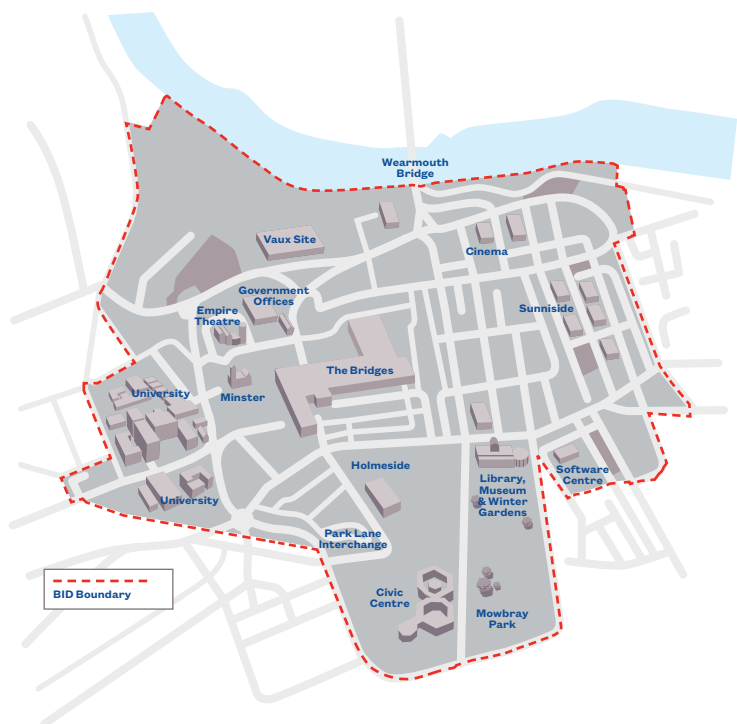 Wearmouth
Bridge
Vaux Site
Cinema
Government
Offices
Empire
Theatre
Sunniside
The Bridges
University
Minster
Holmeside
Library,
Museum
& Winter
Gardens
Software
Centre
University
Park Lane
Interchange
Civic
Centre
Mowbray
Park
BID Boundary